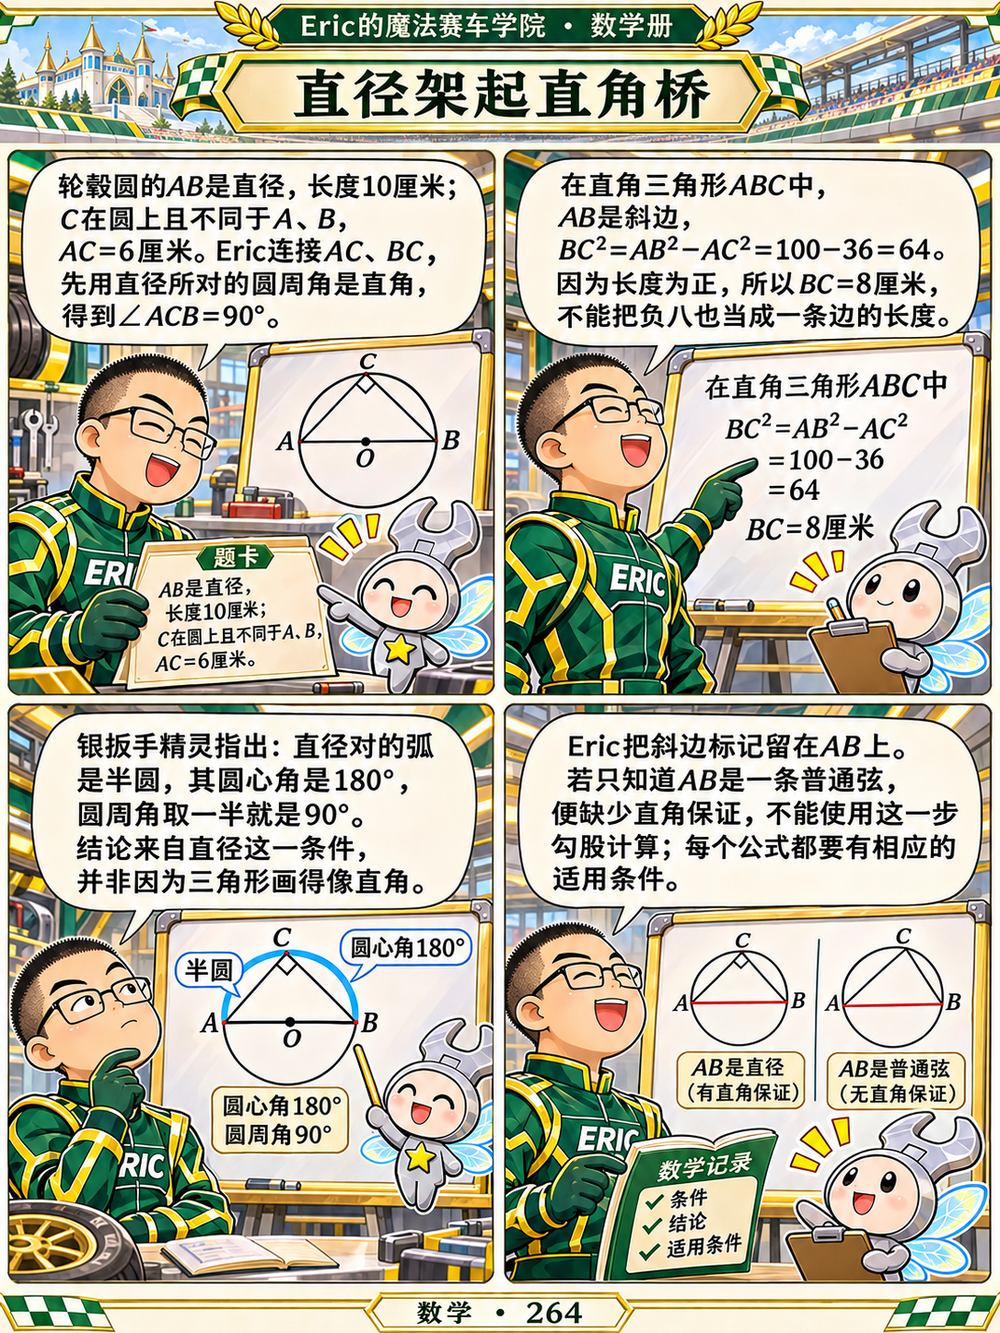 Eric的魔法赛车学院 · 数学册
直径架起直角桥
轮毂圆的AB是直径，长度10厘米；
C在圆上且不同于A、B，
AC=6厘米。Eric连接AC、BC，
先用直径所对的圆周角是直角，
得到∠ACB=90°。
C
A
B
O
ERIC
题卡
AB是直径，
长度10厘米；
C在圆上且不同于A、B，
AC=6厘米。
在直角三角形ABC中，
AB是斜边，
BC²=AB²-AC²=100-36=64。
因为长度为正，所以BC=8厘米，
不能把负八也当成一条边的长度。
在直角三角形ABC中
BC²=AB²-AC²
=100-36
=64
BC=8厘米
ERIC
银扳手精灵指出：直径对的弧
是半圆，其圆心角是180°，
圆周角取一半就是90°。
结论来自直径这一条件，
并非因为三角形画得像直角。
C
半圆
圆心角180°
A
B
O
圆心角180°
圆周角90°
ERIC
Eric把斜边标记留在AB上。
若只知道AB是一条普通弦，
便缺少直角保证，不能使用这一步
勾股计算；每个公式都要有相应的
适用条件。
C
A
B
AB是直径
（有直角保证）
C
A
B
AB是普通弦
（无直角保证）
ERIC
数学记录
✓ 条件
✓ 结论
✓ 适用条件
数学 · 264